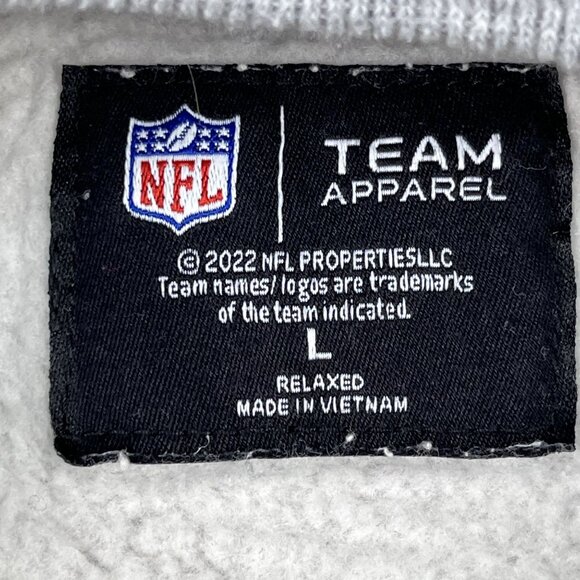 NFL
TEAM
APPAREL
© 2022 NFL PROPERTIESLLC
Team names/logos are trademarks
of the team indicated.
L
RELAXED
MADE IN VIETNAM